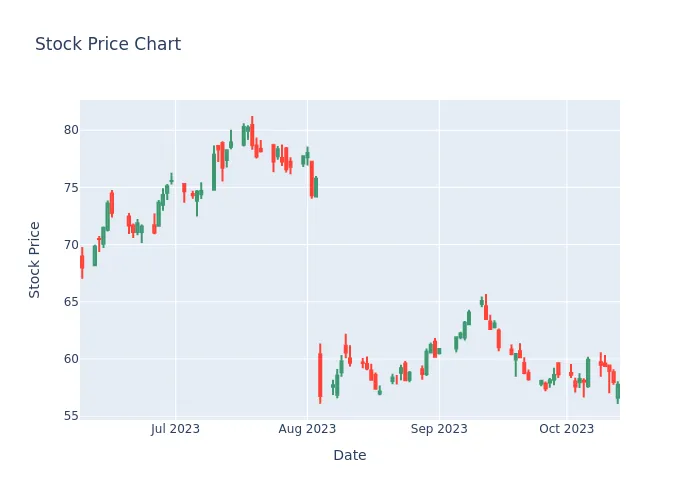 Stock Price Chart
80
75
70
65
60
55
Stock Price
Jul 2023
Aug 2023
Sep 2023
Oct 2023
Date